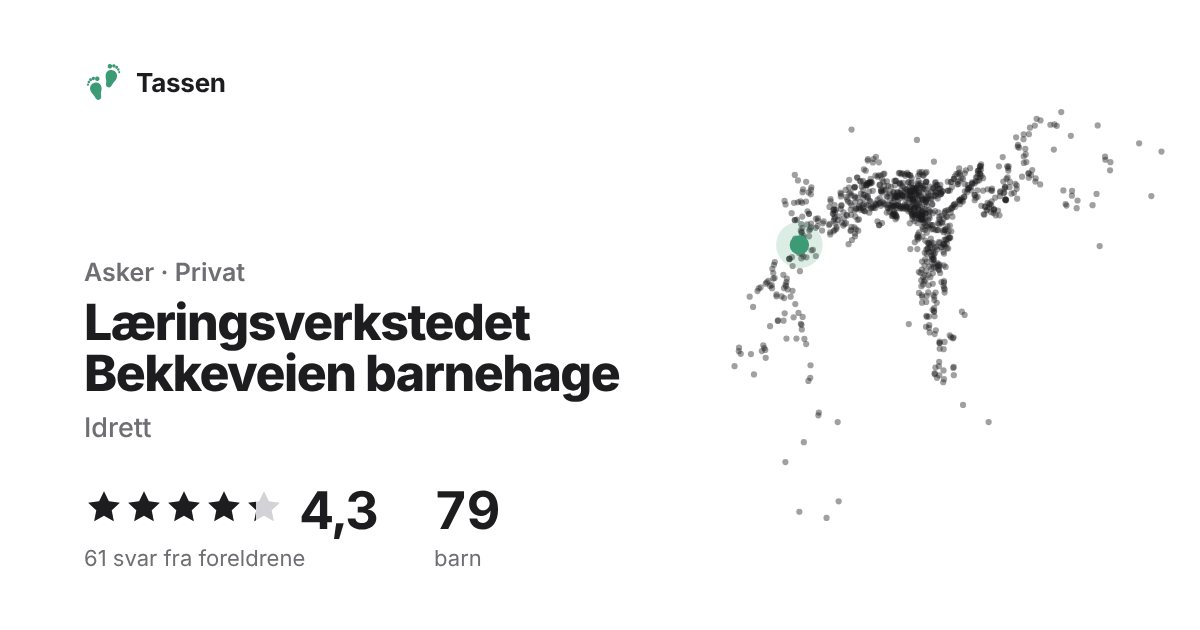 Tassen
Asker · Privat
Læringsverkstedet
Bekkeveien barnehage
Idrett
4,3
79
61 svar fra foreldrene
barn